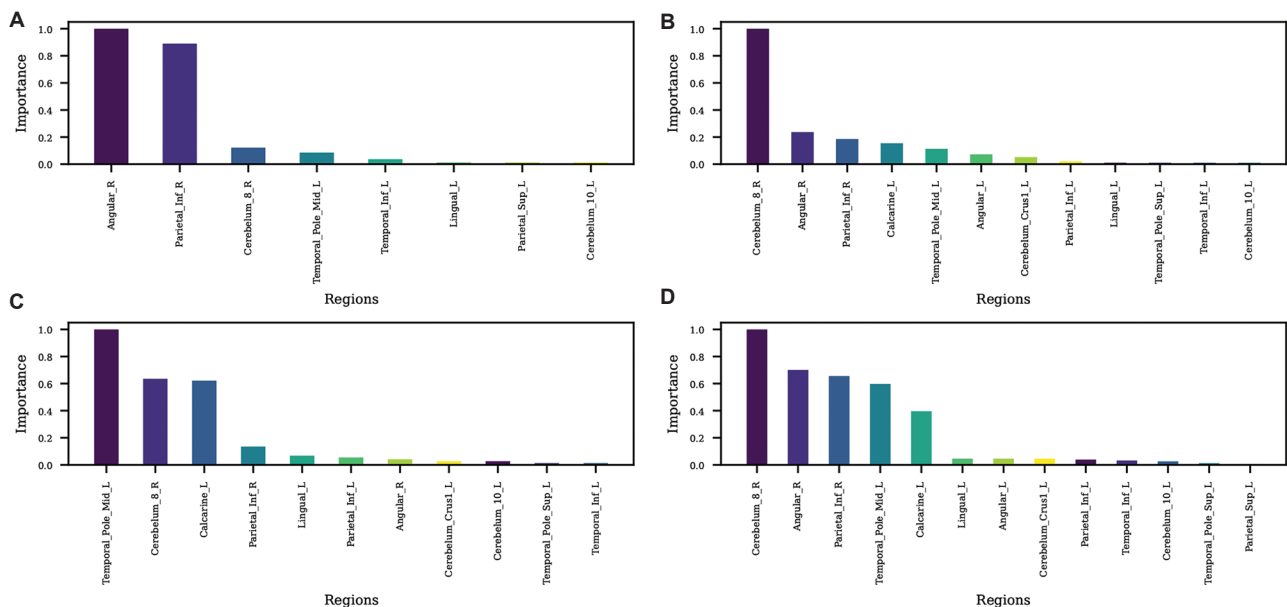 A
Importance
1.0
0.8
0.6
0.4
0.2
0.0
Angular_R
Parietal_Inf_R
Cerebelum_8_R
Temporal_Pole_Mid_L
Temporal_Inf_L
Lingual_L
Parietal_Sup_L
Cerebelum_10_L
Regions
B
Importance
1.0
0.8
0.6
0.4
0.2
0.0
Cerebelum_8_R
Angular_R
Parietal_Inf_R
Calcarine_L
Temporal_Pole_Mid_L
Angular_L
Cerebelum_Crus1_L
Parietal_Inf_L
Lingual_L
Temporal_Pole_Sup_L
Temporal_Inf_L
Cerebelum_10_L
Regions
C
Importance
1.0
0.8
0.6
0.4
0.2
0.0
Temporal_Pole_Mid_L
Cerebelum_8_R
Calcarine_L
Parietal_Inf_R
Lingual_L
Parietal_Inf_L
Angular_R
Cerebelum_Crus1_L
Cerebelum_10_L
Temporal_Pole_Sup_L
Temporal_Inf_L
Regions
D
Importance
1.0
0.8
0.6
0.4
0.2
0.0
Cerebelum_8_R
Angular_R
Parietal_Inf_R
Temporal_Pole_Mid_L
Calcarine_L
Lingual_L
Angular_L
Cerebelum_Crus1_L
Parietal_Inf_L
Temporal_Inf_L
Cerebelum_10_L
Temporal_Pole_Sup_L
Parietal_Sup_L
Regions